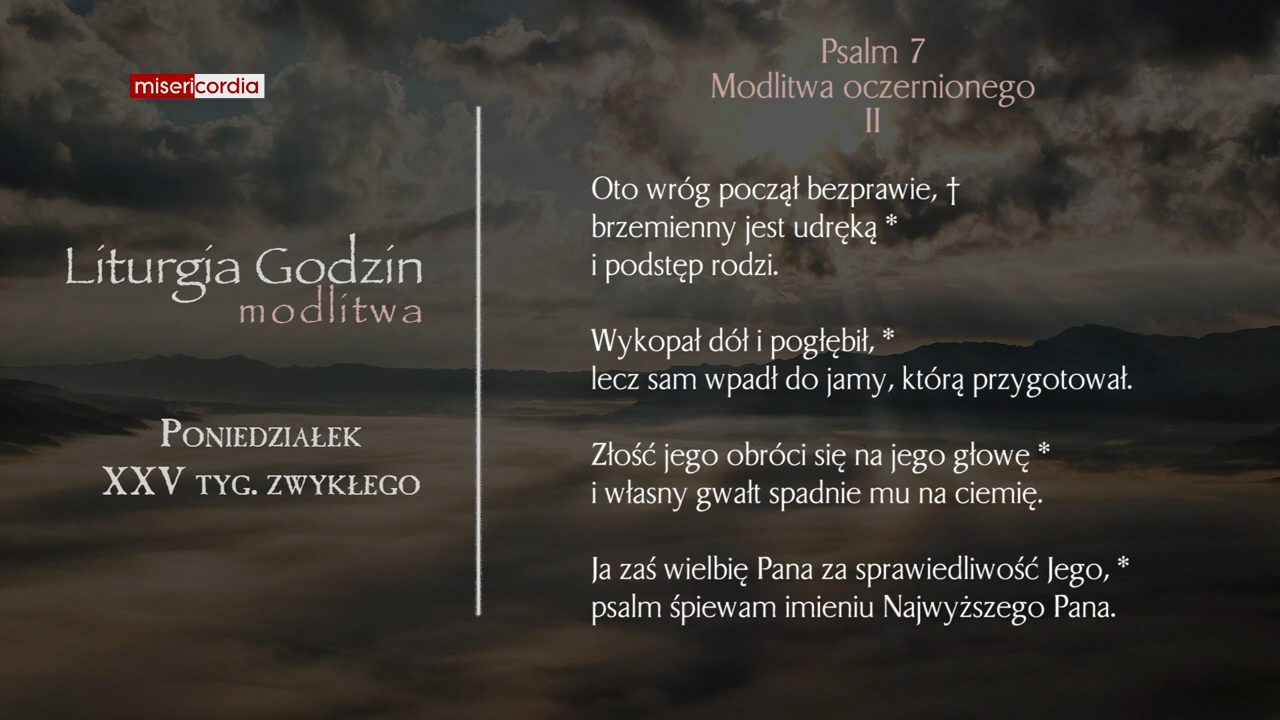 misericordia
Liturgia Godzin
modlitwa
Poniedziałek
XXV tyg. zwykłego
Psalm 7
Modlitwa oczernionego
II
Oto wróg począł bezprawie, †
brzemienny jest udręką *
i podstęp rodzi.
Wykopał dół i pogłębił, *
lecz sam wpadł do jamy, którą przygotował.
Złość jego obróci się na jego głowę *
i własny gwałt spadnie mu na ciemię.
Ja zaś wielbię Pana za sprawiedliwość Jego, *
psalm śpiewam imieniu Najwyższego Pana.